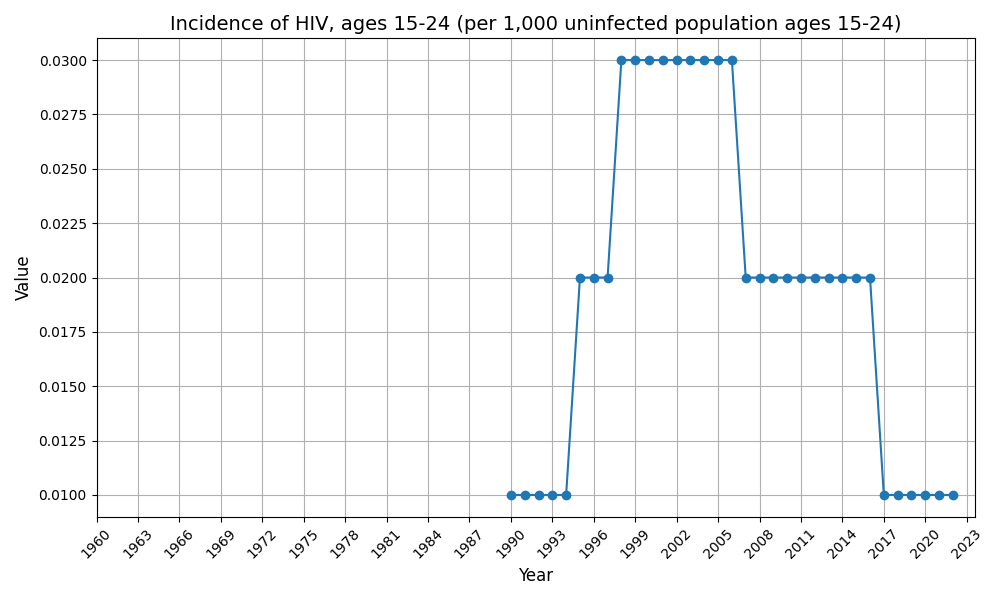 Incidence of HIV, ages 15-24 (per 1,000 uninfected population ages 15-24)
0.0300
0.0275
0.0250
0.0225
0.0200
0.0175
0.0150
0.0125
0.0100
Value
1960 1963 1966 1969 1972 1975 1978 1981 1984 1987 1990 1993 1996 1999 2002 2005 2008 2011 2014 2017 2020 2023
Year